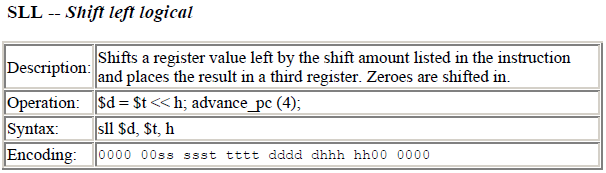 SLL -- Shift left logical
Description: Shifts a register value left by the shift amount listed in the instruction
and places the result in a third register. Zeroes are shifted in.
Operation: $d = $t << h; advance_pc (4);
Syntax: sll $d, $t, h
Encoding: 0000 00ss ssst tttt dddd dhhh hh00 0000